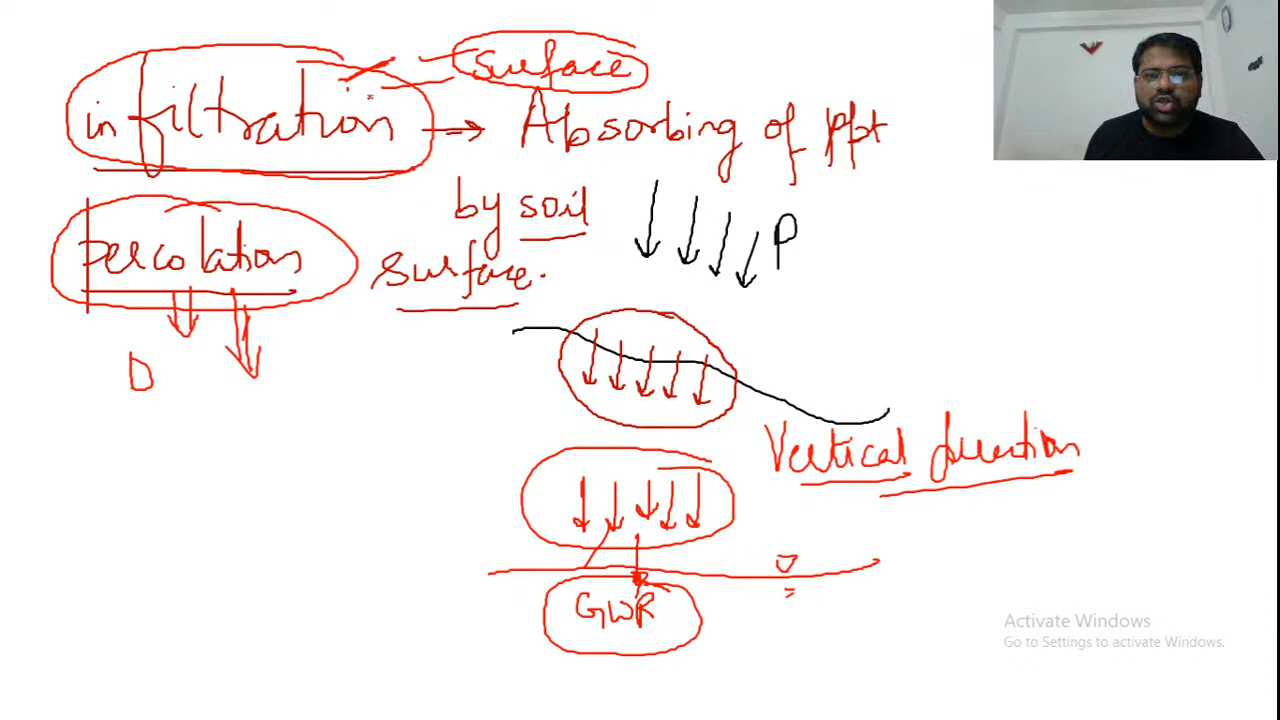 surface
infiltration → Absorbing of ppt
by soil
surface.
P
percolation
D
Vertical direction
GWR
Activate Windows
Go to Settings to activate Windows.